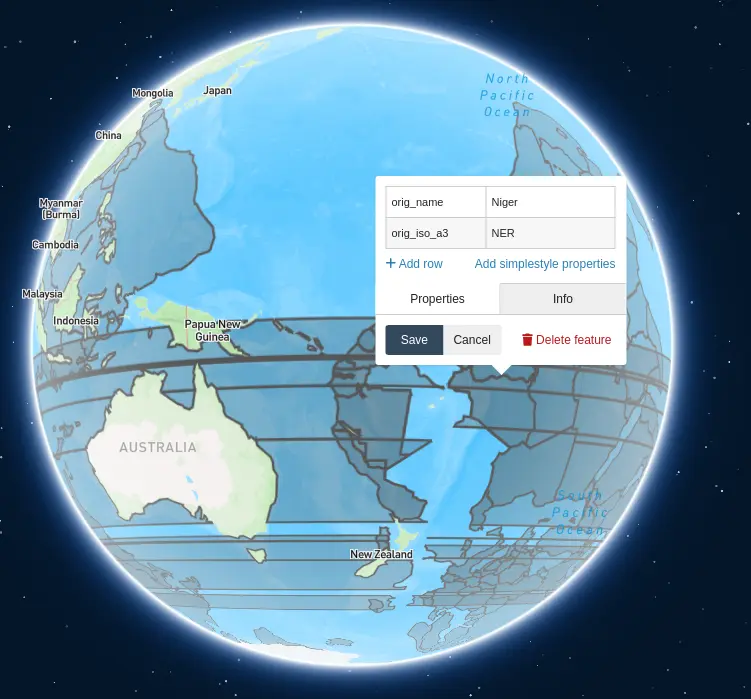 North
Pacific
Ocean
Mongolia
Japan
China
Myanmar
(Burma)
Cambodia
Malaysia
Indonesia
Papua New
Guinea
AUSTRALIA
New Zealand
South
Pacific
Ocean
orig_name Niger
orig_iso_a3 NER
+ Add row Add simplestyle properties
Properties Info
Save Cancel Delete feature